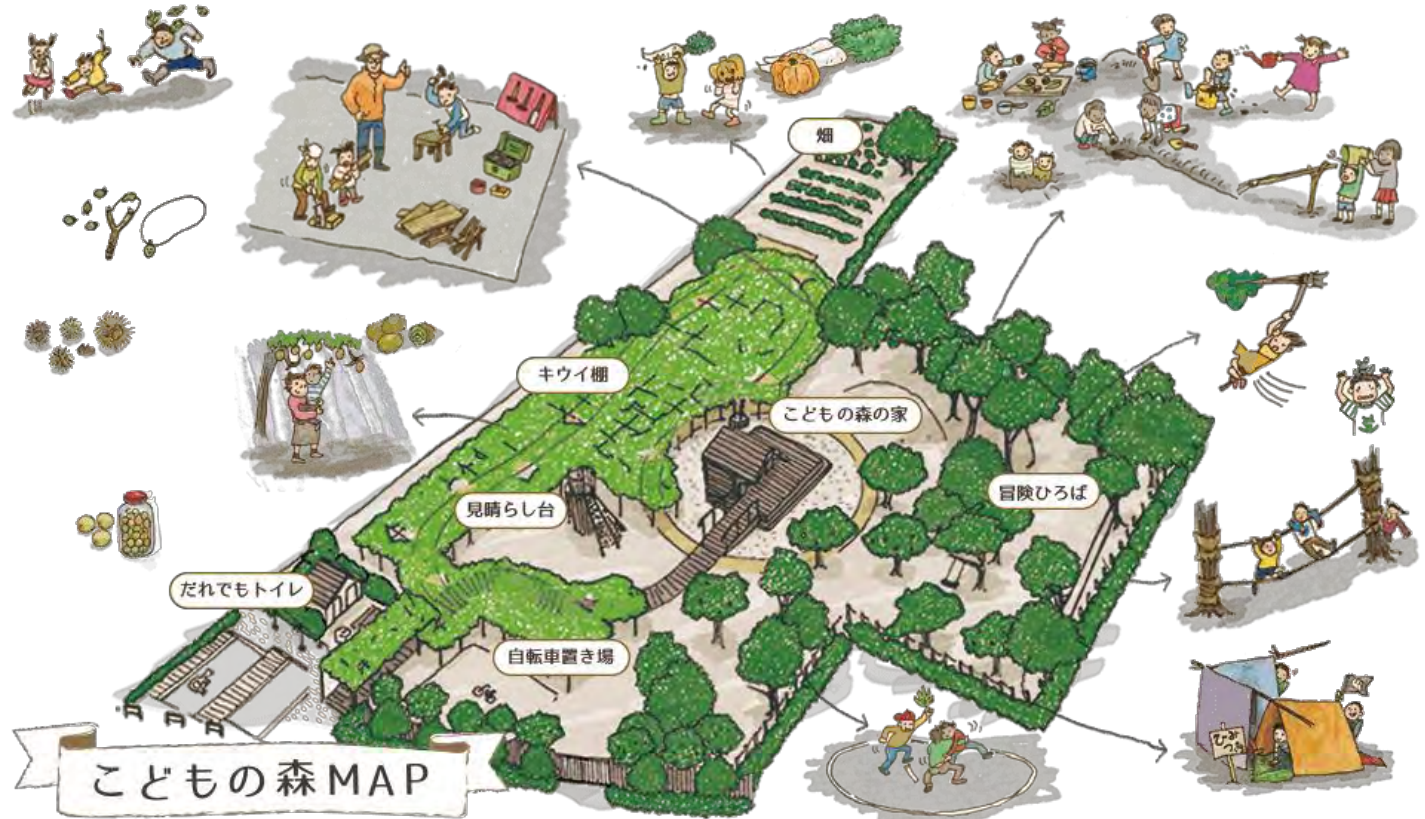 畑
キウイ棚
こどもの森の家
見晴らし台
冒険ひろば
だれでもトイレ
自転車置き場
こどもの森MAP